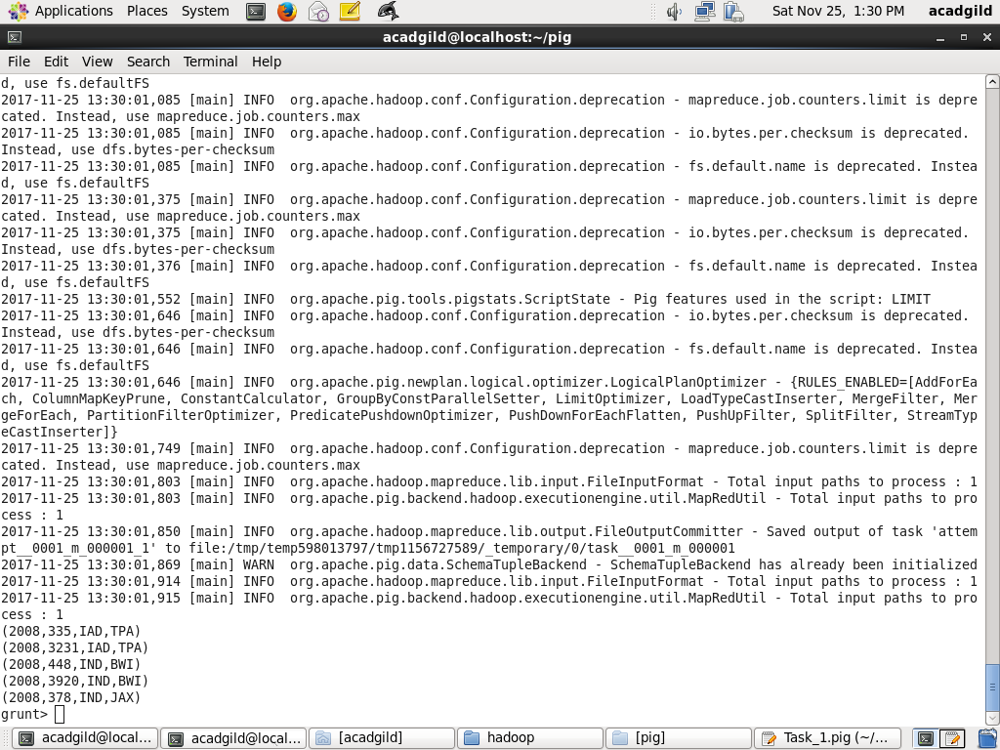 Applications Places System Sat Nov 25, 1:30 PM acadgild
acadgild@localhost:~/pig
File Edit View Search Terminal Help
d, use fs.defaultFS
2017-11-25 13:30:01,085 [main] INFO  org.apache.hadoop.conf.Configuration.deprecation - mapreduce.job.counters.limit is depre
cated. Instead, use mapreduce.job.counters.max
2017-11-25 13:30:01,085 [main] INFO  org.apache.hadoop.conf.Configuration.deprecation - io.bytes.per.checksum is deprecated.
Instead, use dfs.bytes-per-checksum
2017-11-25 13:30:01,085 [main] INFO  org.apache.hadoop.conf.Configuration.deprecation - fs.default.name is deprecated. Instea
d, use fs.defaultFS
2017-11-25 13:30:01,375 [main] INFO  org.apache.hadoop.conf.Configuration.deprecation - mapreduce.job.counters.limit is depre
cated. Instead, use mapreduce.job.counters.max
2017-11-25 13:30:01,375 [main] INFO  org.apache.hadoop.conf.Configuration.deprecation - io.bytes.per.checksum is deprecated.
Instead, use dfs.bytes-per-checksum
2017-11-25 13:30:01,376 [main] INFO  org.apache.hadoop.conf.Configuration.deprecation - fs.default.name is deprecated. Instea
d, use fs.defaultFS
2017-11-25 13:30:01,552 [main] INFO  org.apache.pig.tools.pigstats.ScriptState - Pig features used in the script: LIMIT
2017-11-25 13:30:01,646 [main] INFO  org.apache.hadoop.conf.Configuration.deprecation - io.bytes.per.checksum is deprecated.
Instead, use dfs.bytes-per-checksum
2017-11-25 13:30:01,646 [main] INFO  org.apache.hadoop.conf.Configuration.deprecation - fs.default.name is deprecated. Instea
d, use fs.defaultFS
2017-11-25 13:30:01,646 [main] INFO  org.apache.pig.newplan.logical.optimizer.LogicalPlanOptimizer - {RULES_ENABLED=[AddForEa
ch, ColumnMapKeyPrune, ConstantCalculator, GroupByConstParallelSetter, LimitOptimizer, LoadTypeCastInserter, MergeFilter, Mer
geForEach, PartitionFilterOptimizer, PredicatePushdownOptimizer, PushDownForEachFlatten, PushUpFilter, SplitFilter, StreamTyp
eCastInserter]}
2017-11-25 13:30:01,749 [main] INFO  org.apache.hadoop.conf.Configuration.deprecation - mapreduce.job.counters.limit is depre
cated. Instead, use mapreduce.job.counters.max
2017-11-25 13:30:01,803 [main] INFO  org.apache.hadoop.mapreduce.lib.input.FileInputFormat - Total input paths to process : 1
2017-11-25 13:30:01,803 [main] INFO  org.apache.pig.backend.hadoop.executionengine.util.MapRedUtil - Total input paths to pro
cess : 1
2017-11-25 13:30:01,850 [main] INFO  org.apache.hadoop.mapreduce.lib.output.FileOutputCommitter - Saved output of task 'attem
pt__0001_m_000001_1' to file:/tmp/temp598013797/tmp1156727589/_temporary/0/task__0001_m_000001
2017-11-25 13:30:01,869 [main] WARN  org.apache.pig.data.SchemaTupleBackend - SchemaTupleBackend has already been initialized
2017-11-25 13:30:01,914 [main] INFO  org.apache.hadoop.mapreduce.lib.input.FileInputFormat - Total input paths to process : 1
2017-11-25 13:30:01,915 [main] INFO  org.apache.pig.backend.hadoop.executionengine.util.MapRedUtil - Total input paths to pro
cess : 1
(2008,335,IAD,TPA)
(2008,3231,IAD,TPA)
(2008,448,IND,BWI)
(2008,3920,IND,BWI)
(2008,378,IND,JAX)
grunt>
acadgild@local... acadgild@local... [acadgild] hadoop [pig] Task_1.pig (~/...